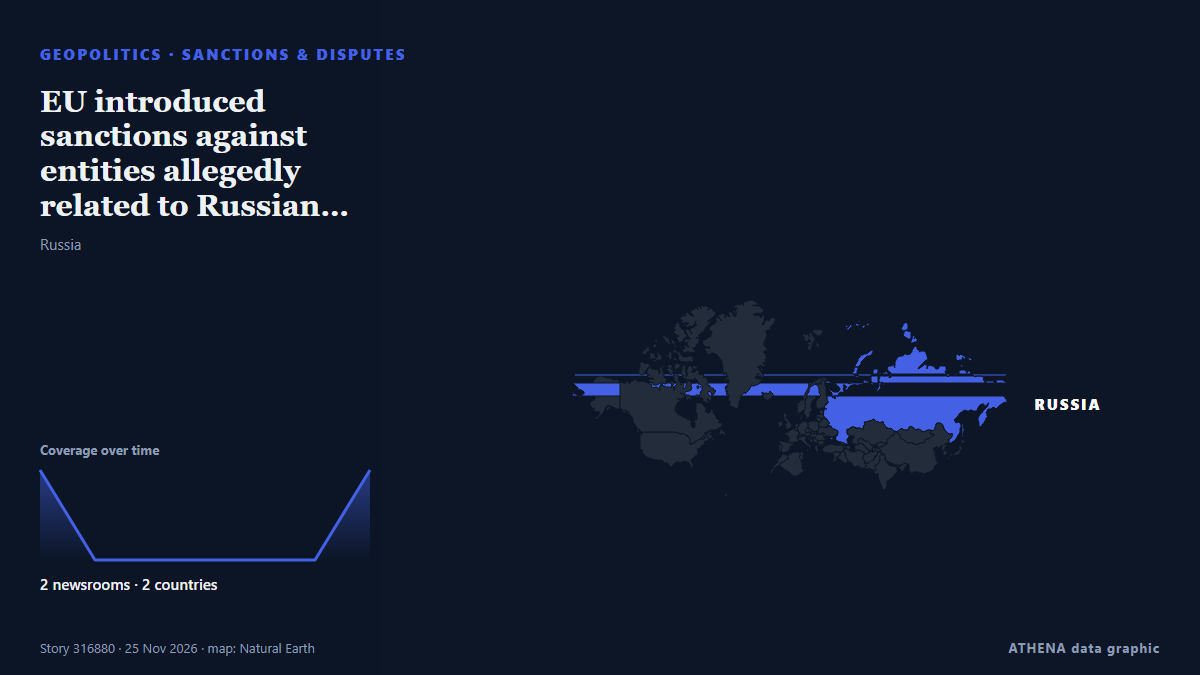 GEOPOLITICS · SANCTIONS & DISPUTES
EU introduced
sanctions against
entities allegedly
related to Russian...
Russia
RUSSIA
Coverage over time
2 newsrooms · 2 countries
Story 316880 · 25 Nov 2026 · map: Natural Earth
ATHENA data graphic